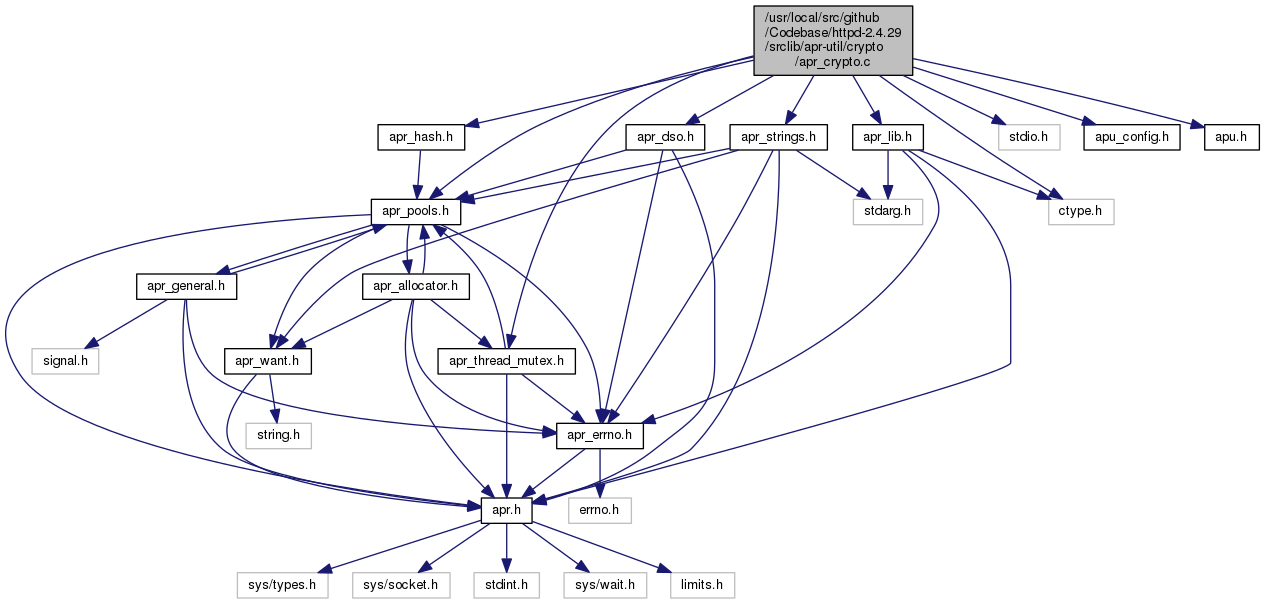 /usr/local/src/github
/Codebase/httpd-2.4.29
/srclib/apr-util/crypto
/apr_crypto.c
apr_hash.h
apr_dso.h
apr_strings.h
apr_lib.h
stdio.h
apu_config.h
apu.h
apr_pools.h
stdarg.h
ctype.h
apr_general.h
apr_allocator.h
signal.h
apr_want.h
apr_thread_mutex.h
string.h
apr_errno.h
apr.h
errno.h
sys/types.h
sys/socket.h
stdint.h
sys/wait.h
limits.h